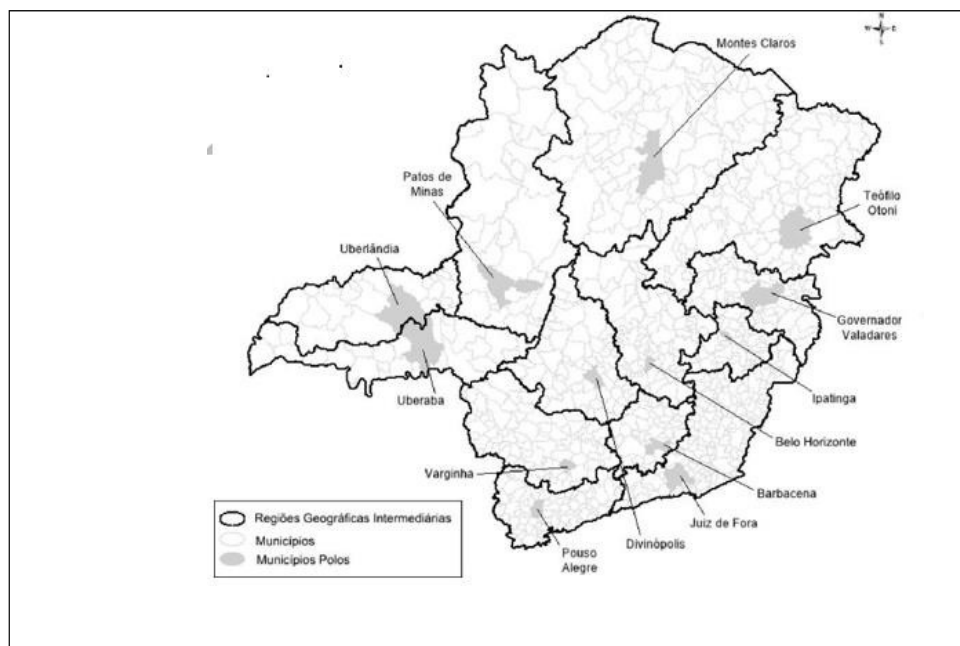 N
W E
S
Montes Claros
Patos de
Minas
Teófilo
Otoni
Uberlândia
Governador
Valadares
Uberaba
Ipatinga
Belo Horizonte
Varginha
Barbacena
Juiz de Fora
Divinópolis
Pouso
Alegre
Regiões Geográficas Intermediárias
Municípios
Municípios Polos